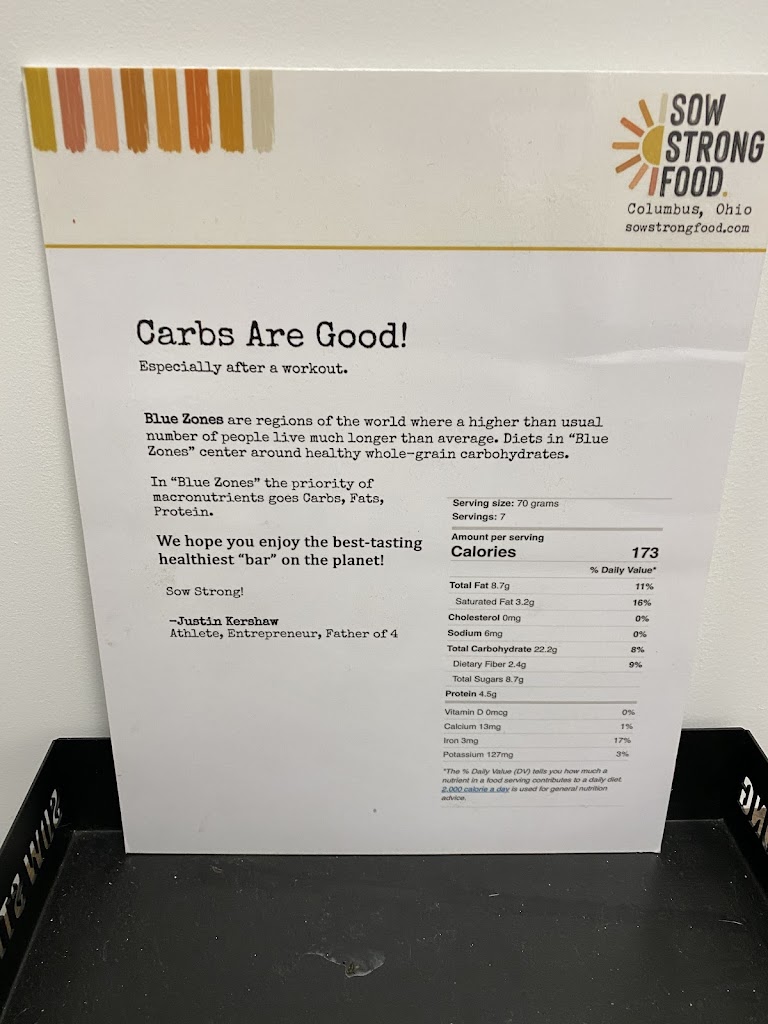 SOW
STRONG
FOOD.
Columbus, Ohio
sowstrongfood.com
Carbs Are Good!
Especially after a workout.
Blue Zones are regions of the world where a higher than usual
number of people live much longer than average. Diets in “Blue
Zones” center around healthy whole-grain carbohydrates.
In “Blue Zones” the priority of
macronutrients goes Carbs, Fats,
Protein.
We hope you enjoy the best-tasting
healthiest “bar” on the planet!
Sow Strong!
—Justin Kershaw
Athlete, Entrepreneur, Father of 4
Serving size: 70 grams
Servings: 7
Amount per serving
Calories 173
% Daily Value*
Total Fat 8.7g 11%
Saturated Fat 3.2g 16%
Cholesterol 0mg 0%
Sodium 6mg 0%
Total Carbohydrate 22.2g 8%
Dietary Fiber 2.4g 9%
Total Sugars 8.7g
Protein 4.5g
Vitamin D 0mcg 0%
Calcium 13mg 1%
Iron 3mg 17%
Potassium 127mg 3%
*The % Daily Value (DV) tells you how much a
nutrient in a food serving contributes to a daily diet.
2,000 calorie a day is used for general nutrition
advice.